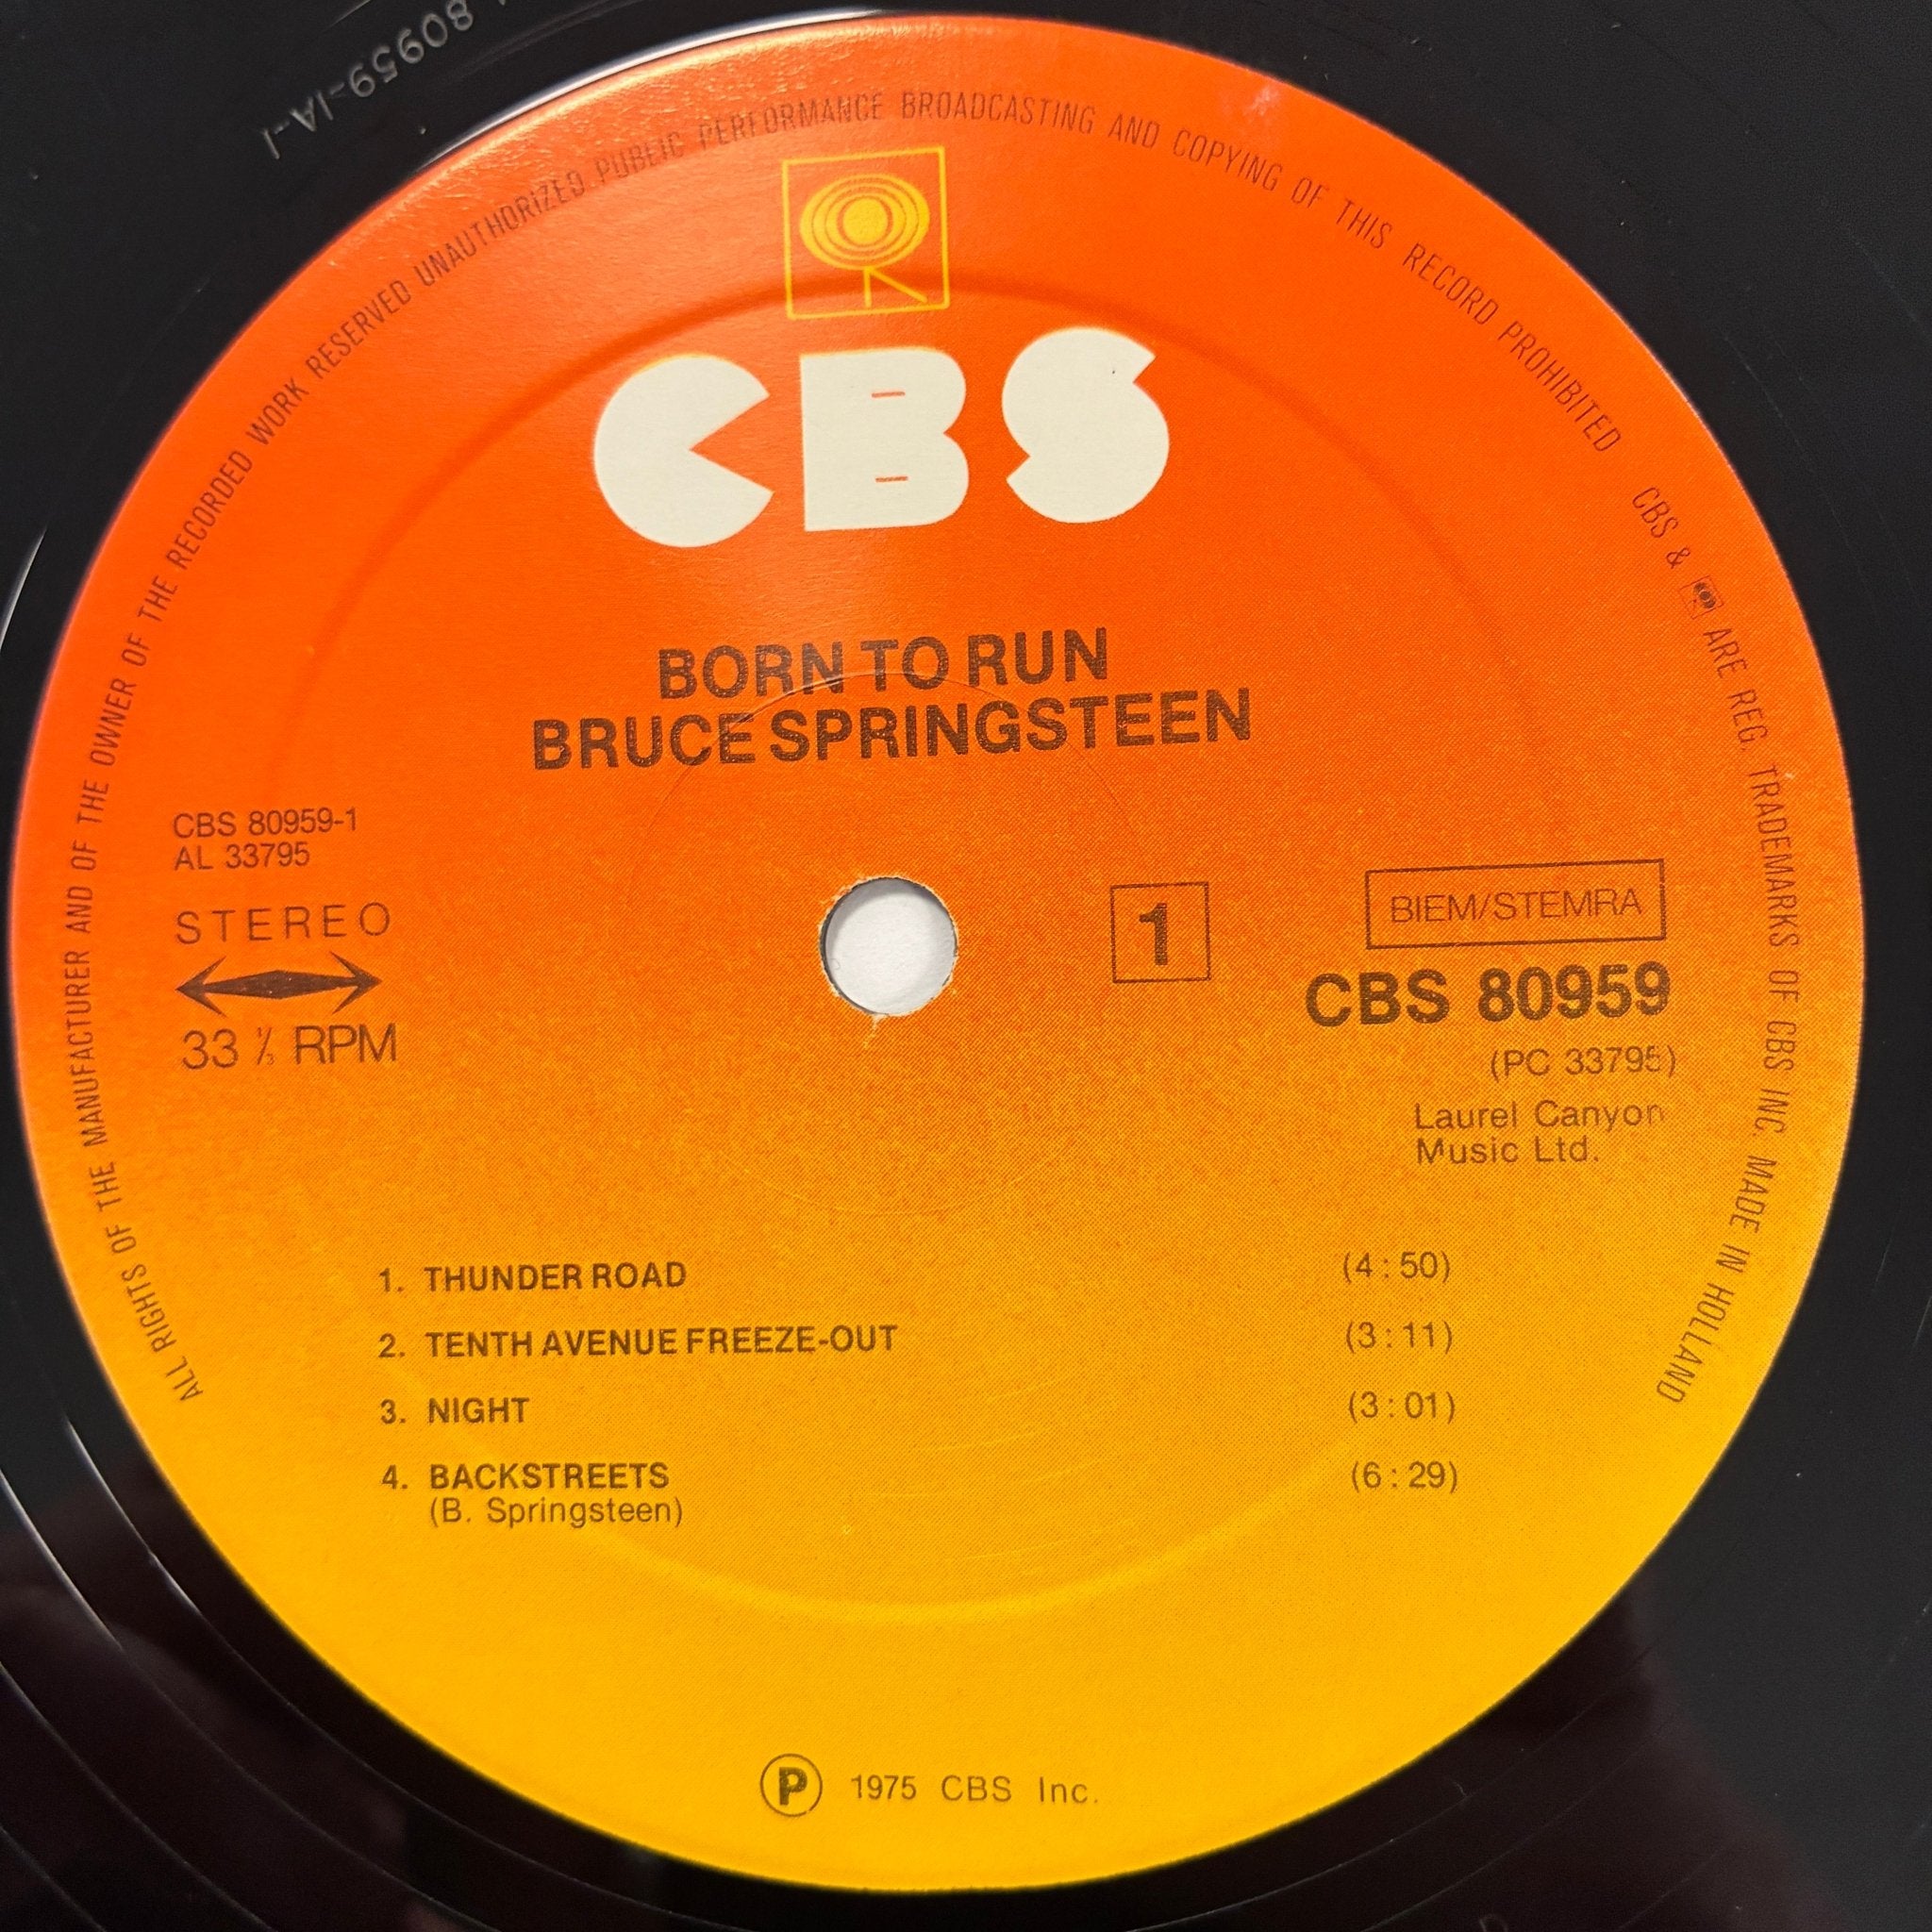 80959-1A-1
ALL RIGHTS OF THE MANUFACTURER AND OF THE OWNER OF THE RECORDED WORK RESERVED UNAUTHORIZED PUBLIC PERFORMANCE BROADCASTING AND COPYING OF THIS RECORD PROHIBITED
CBS & ARE REG. TRADEMARKS OF CBS INC. MADE IN HOLLAND
CBS
BORN TO RUN
BRUCE SPRINGSTEEN
CBS 80959-1
AL 33795
STEREO
33 1/3 RPM
1
BIEM/STEMRA
CBS 80959
(PC 33795)
Laurel Canyon
Music Ltd.
1. THUNDER ROAD (4:50)
2. TENTH AVENUE FREEZE-OUT (3:11)
3. NIGHT (3:01)
4. BACKSTREETS (6:29)
(B. Springsteen)
Ⓟ 1975 CBS Inc.